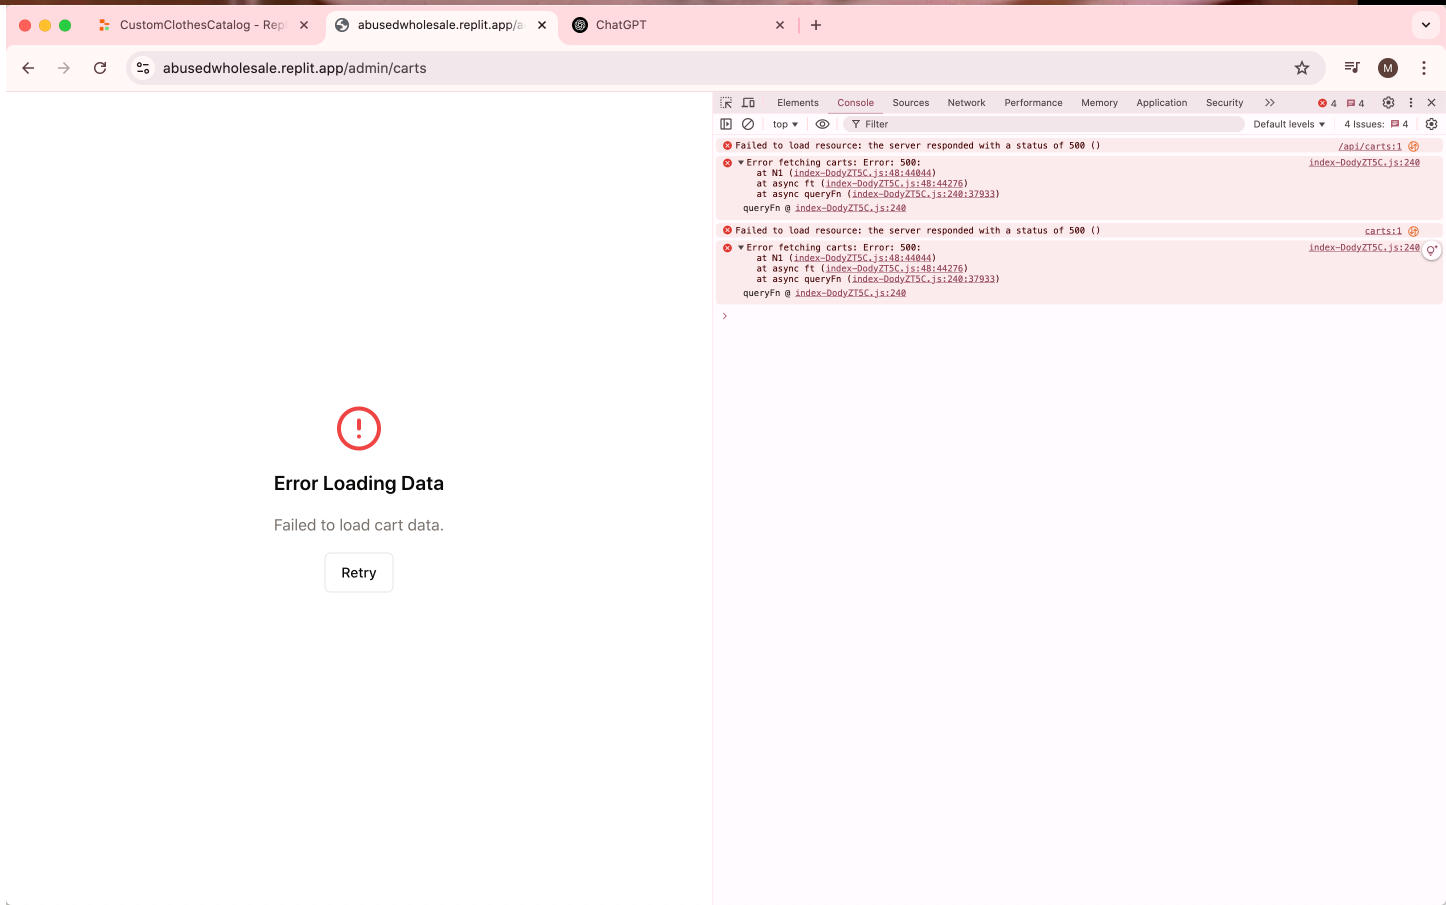 CustomClothesCatalog - Repl
abusedwholesale.replit.app/a
ChatGPT
abusedwholesale.replit.app/admin/carts
M
Elements Console Sources Network Performance Memory Application Security 4 4
top Filter Default levels 4 Issues: 4
Failed to load resource: the server responded with a status of 500 () /api/carts:1
Error fetching carts: Error: 500: index-DodyZT5C.js:240
at N1 (index-DodyZT5C.js:48:44044)
at async ft (index-DodyZT5C.js:48:44276)
at async queryFn (index-DodyZT5C.js:240:37933)
queryFn @ index-DodyZT5C.js:240
Failed to load resource: the server responded with a status of 500 () carts:1
Error fetching carts: Error: 500: index-DodyZT5C.js:240
at N1 (index-DodyZT5C.js:48:44044)
at async ft (index-DodyZT5C.js:48:44276)
at async queryFn (index-DodyZT5C.js:240:37933)
queryFn @ index-DodyZT5C.js:240
Error Loading Data
Failed to load cart data.
Retry